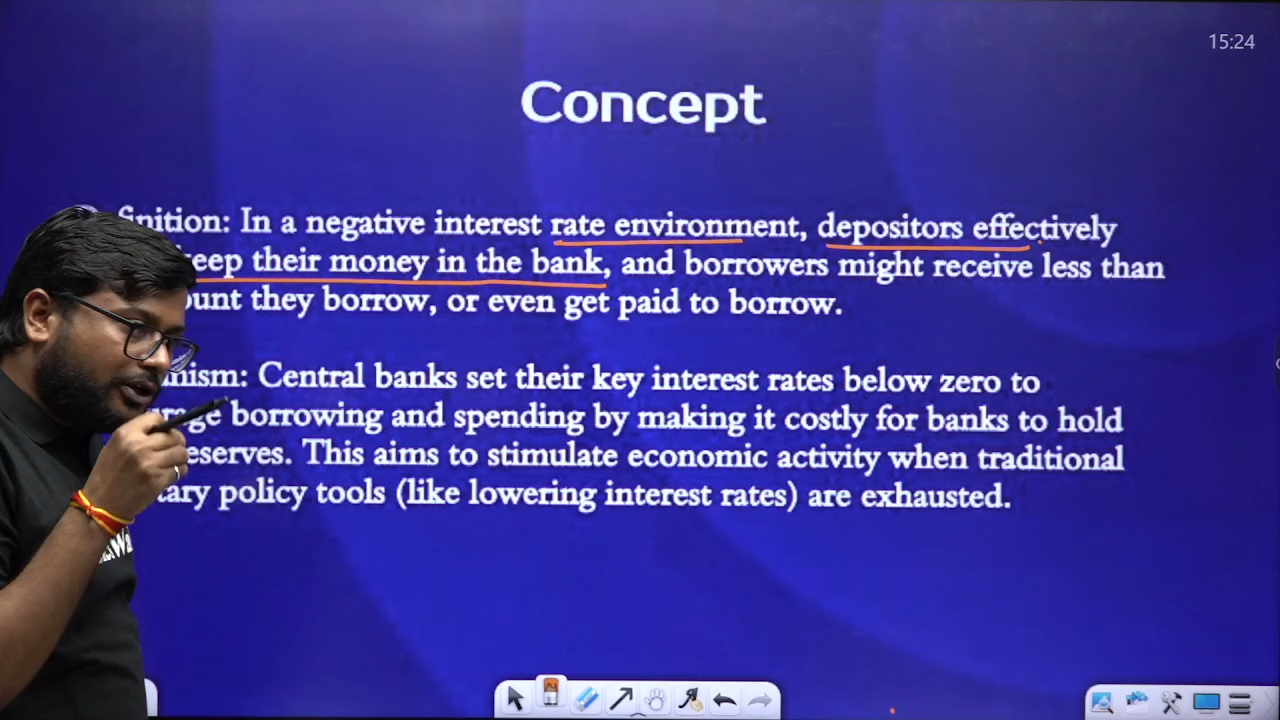 15:24
Concept
finition: In a negative interest rate environment, depositors effectively
eep their money in the bank, and borrowers might receive less than
ount they borrow, or even get paid to borrow.
nism: Central banks set their key interest rates below zero to
urage borrowing and spending by making it costly for banks to hold
eserves. This aims to stimulate economic activity when traditional
tary policy tools (like lowering interest rates) are exhausted.